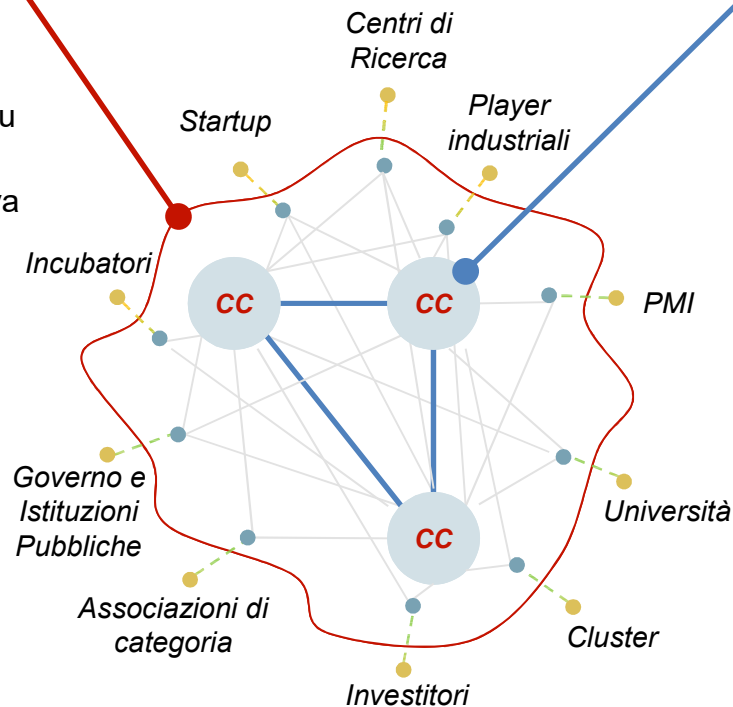 Centri di
Ricerca
Player
industriali
Startup
Incubatori
CC
CC
PMI
Governo e
Istituzioni
Pubbliche
Università
CC
Associazioni di
categoria
Cluster
Investitori